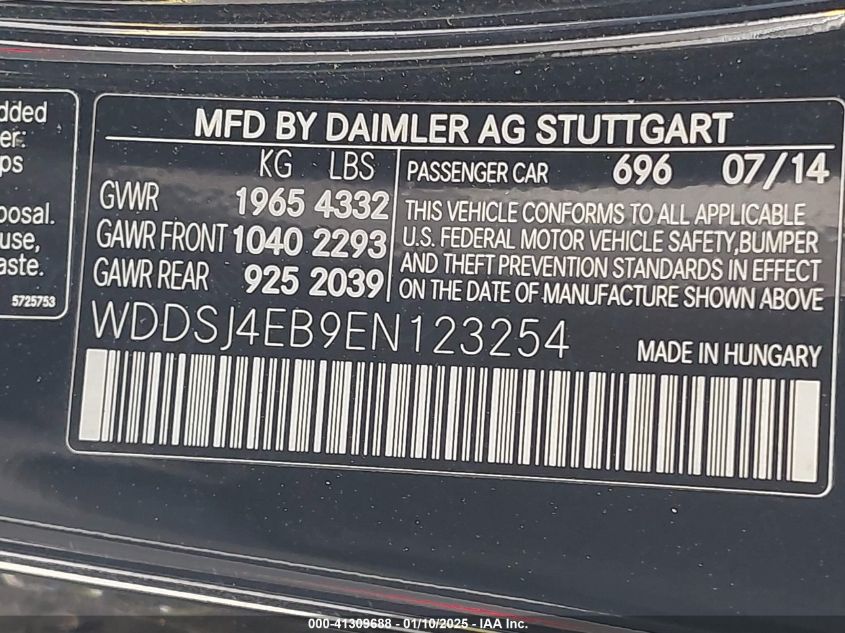 dded
er:
ps
posal.
use,
aste.
5725753
MFD BY DAIMLER AG STUTTGART
KG LBS
GVWR 1965 4332
GAWR FRONT 1040 2293
GAWR REAR 925 2039
PASSENGER CAR 696 07/14
THIS VEHICLE CONFORMS TO ALL APPLICABLE
U.S. FEDERAL MOTOR VEHICLE SAFETY,BUMPER
AND THEFT PREVENTION STANDARDS IN EFFECT
ON THE DATE OF MANUFACTURE SHOWN ABOVE
WDDSJ4EB9EN123254
MADE IN HUNGARY
000-41309688 - 01/10/2025 - IAA Inc.